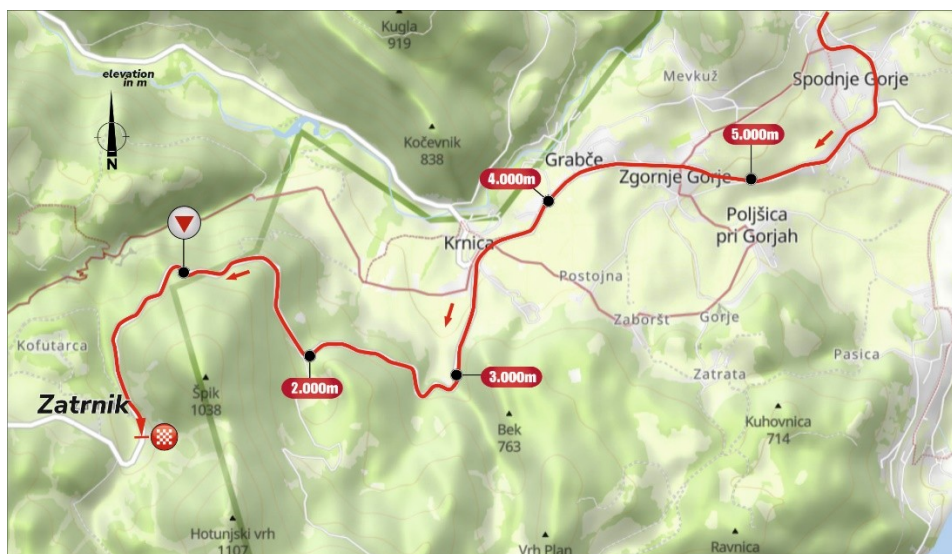 Kugla
919
elevation
in m
N
Mevkuž
Spodnje Gorje
Kočevnik
838
5.000m
Grabče
4.000m
Zgornje Gorje
Poljšica
pri Gorjah
Krnica
Postojna
Zaboršt
Gorje
Kofutarca
Zatrata
Pasica
3.000m
2.000m
Špik
1038
Zatrnik
Bek
763
Kuhovnica
714
Hotunjski vrh
1107
Vrh Plan
Ravnica